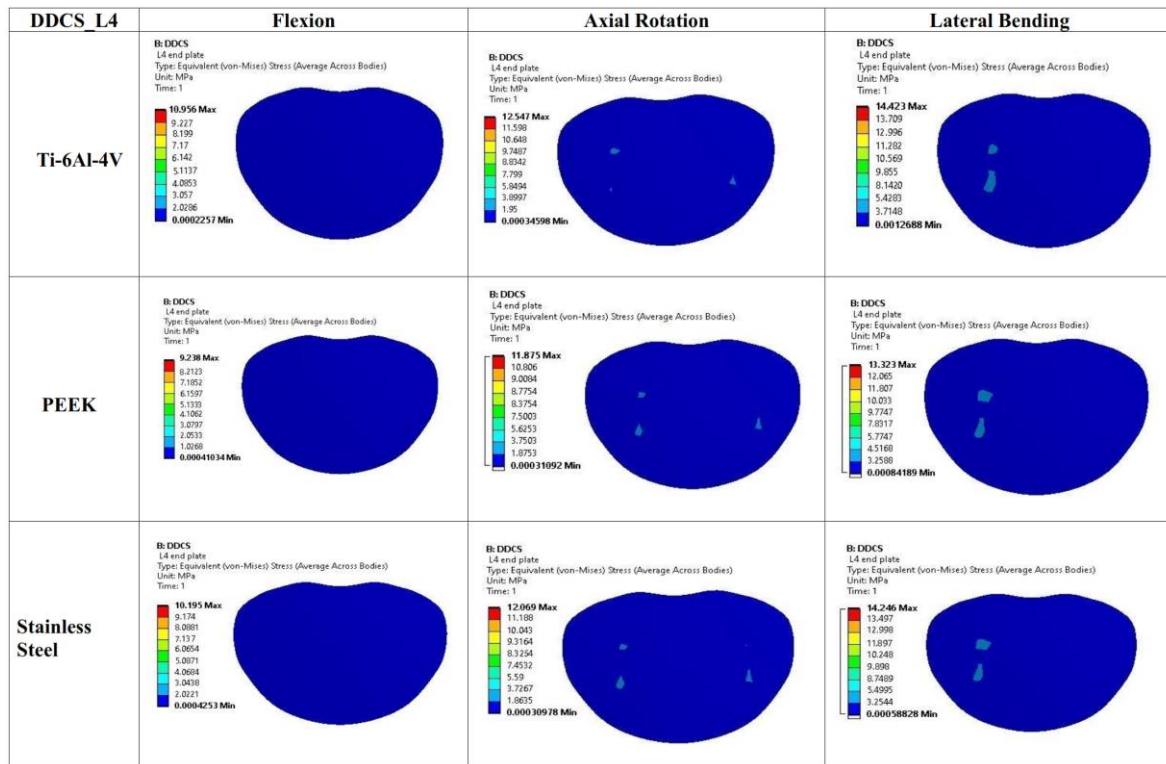 DDCS_L4
Flexion
Axial Rotation
Lateral Bending
Ti-6Al-4V
B: DDCS
L4 end plate
Type: Equivalent (von-Mises) Stress (Average Across Bodies)
Unit: MPa
Time: 1
10.956 Max
9.227
8.199
7.17
6.142
5.1137
4.0853
3.057
2.0286
0.0002257 Min
B: DDCS
L4 end plate
Type: Equivalent (von-Mises) Stress (Average Across Bodies)
Unit: MPa
Time: 1
12.547 Max
11.598
10.648
9.7487
8.8342
7.799
5.8494
3.8997
1.95
0.00034598 Min
B: DDCS
L4 end plate
Type: Equivalent (von-Mises) Stress (Average Across Bodies)
Unit: MPa
Time: 1
14.423 Max
13.709
12.996
11.282
10.569
9.855
8.1420
5.4283
3.7148
0.0012688 Min
PEEK
B: DDCS
L4 end plate
Type: Equivalent (von-Mises) Stress (Average Across Bodies)
Unit: MPa
Time: 1
9.238 Max
8.2123
7.1852
6.1597
5.1333
4.1062
3.0797
2.0533
1.0268
0.00041034 Min
B: DDCS
L4 end plate
Type: Equivalent (von-Mises) Stress (Average Across Bodies)
Unit: MPa
Time: 1
11.875 Max
10.806
9.0084
8.7754
8.3754
7.5003
5.6253
3.7503
1.8753
0.00031092 Min
B: DDCS
L4 end plate
Type: Equivalent (von-Mises) Stress (Average Across Bodies)
Unit: MPa
Time: 1
13.323 Max
12.065
11.807
10.033
9.7747
7.8317
5.7747
4.5168
3.2588
0.00084189 Min
Stainless
Steel
B: DDCS
L4 end plate
Type: Equivalent (von-Mises) Stress (Average Across Bodies)
Unit: MPa
Time: 1
10.195 Max
9.174
8.0881
7.137
6.0654
5.0871
4.0684
3.0438
2.0221
0.0004253 Min
B: DDCS
L4 end plate
Type: Equivalent (von-Mises) Stress (Average Across Bodies)
Unit: MPa
Time: 1
12.069 Max
11.188
10.043
9.3164
8.3254
7.4532
5.59
3.7267
1.8635
0.00030978 Min
B: DDCS
L4 end plate
Type: Equivalent (von-Mises) Stress (Average Across Bodies)
Unit: MPa
Time: 1
14.246 Max
13.497
12.998
11.897
10.248
9.898
8.7489
5.4995
3.2544
0.00058828 Min